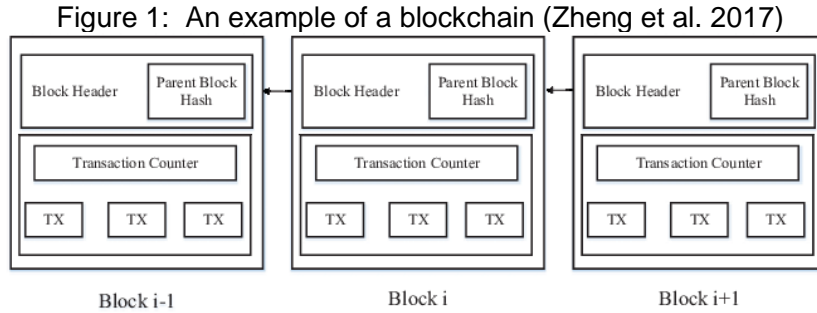 Figure 1: An example of a blockchain (Zheng et al. 2017)
Block Header
Parent Block
Hash
Transaction Counter
TX TX TX
Block i-1
Block Header
Parent Block
Hash
Transaction Counter
TX TX TX
Block i
Block Header
Parent Block
Hash
Transaction Counter
TX TX TX
Block i+1